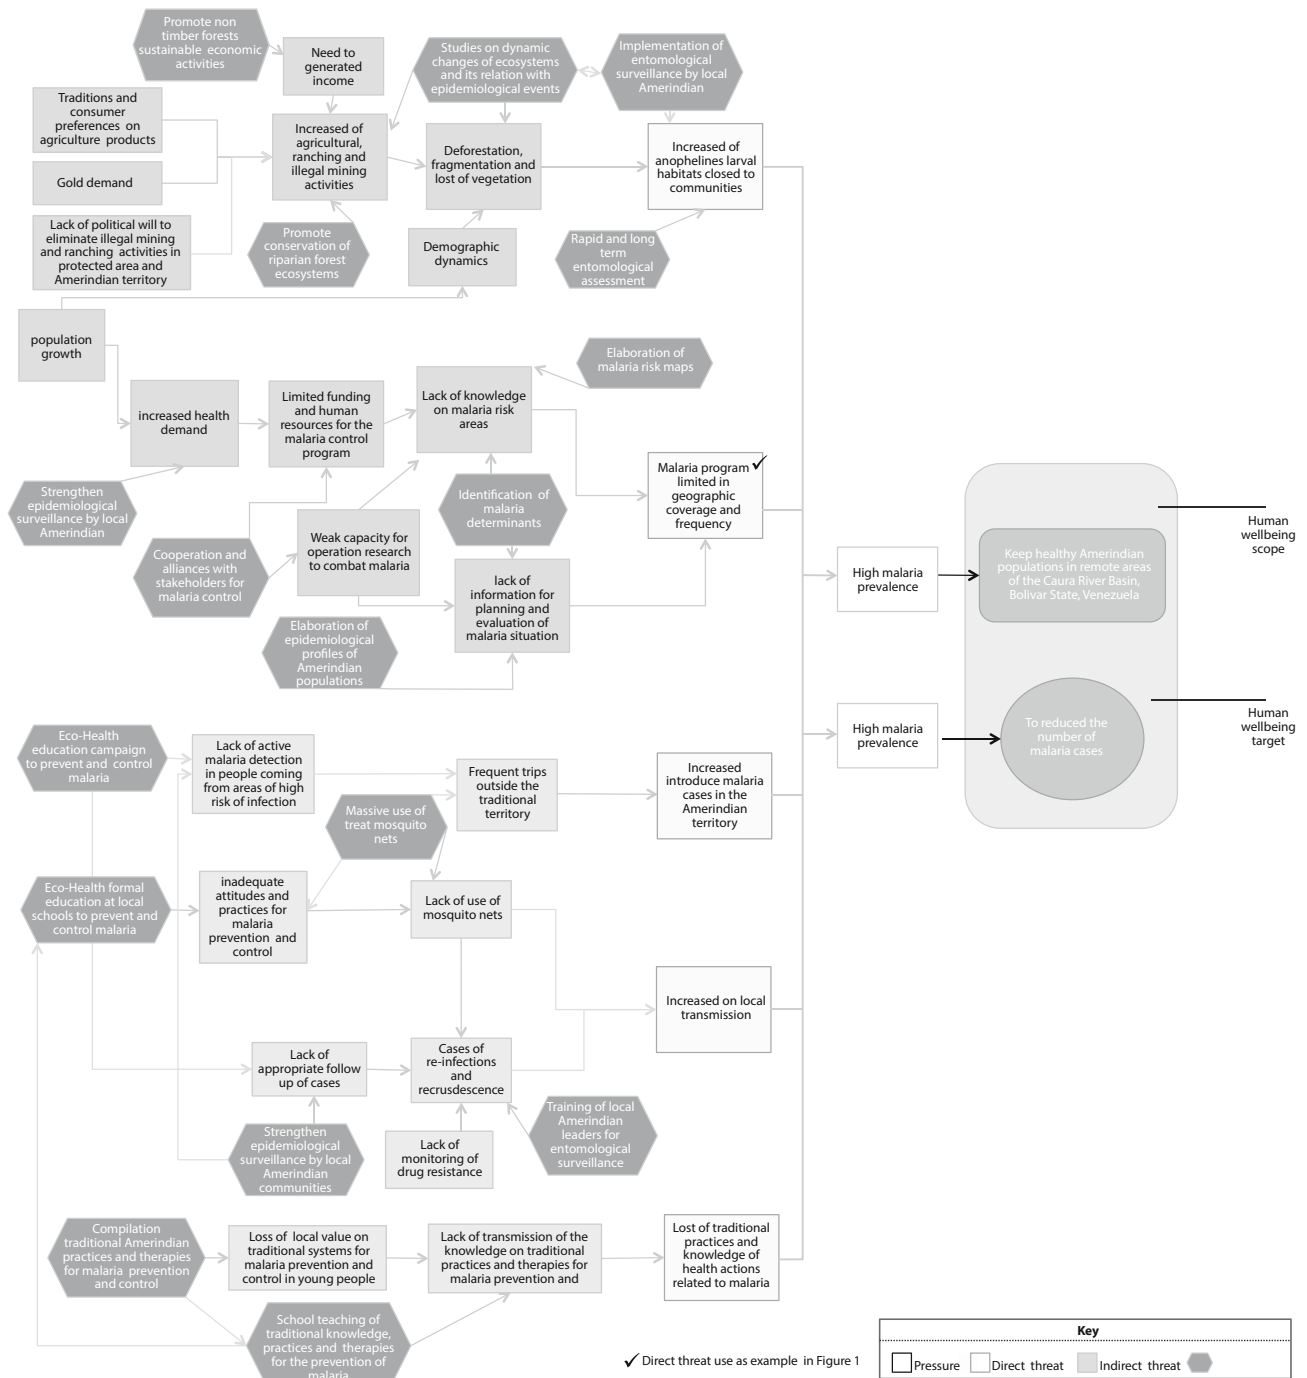 Promote non
timber forests
sustainable economic
activities
Need to
generated
income
Studies on dynamic
changes of ecosystems
and its relation with
epidemiological events
Implementation of
entomological
surveillance by local
Amerindian
Traditions and
consumer
preferences on
agriculture products
Gold demand
Lack of political will to
eliminate illegal mining
and ranching activities in
protected area and
Amerindian territory
Increased of
agricultural,
ranching and
illegal mining
activities
Deforestation,
fragmentation and
lost of vegetation
Increased of
anophelines larval
habitats closed to
communities
Promote
conservation of
riparian forest
ecosystems
Demographic
dynamics
Rapid and long
term
entomological
assessment
population
growth
increased health
demand
Limited funding
and human
resources for the
malaria control
program
Lack of knowledge
on malaria risk
areas
Elaboration of
malaria risk maps
Strengthen
epidemiological
surveillance by local
Amerindian
Cooperation and
alliances with
stakeholders for
malaria control
Weak capacity for
operation research
to combat malaria
Identification of
malaria
determinants
Malaria program ✓
limited in
geographic
coverage and
frequency
lack of
information for
planning and
evaluation of
malaria situation
Elaboration of
epidemiological
profiles of
Amerindian
populations
High malaria
prevalence
Keep healthy Amerindian
populations in remote areas
of the Caura River Basin,
Bolivar State, Venezuela
Human
wellbeing
scope
High malaria
prevalence
To reduced the
number of
malaria cases
Human
wellbeing
target
Eco-Health
education campaign
to prevent and control
malaria
Lack of active
malaria detection
in people coming
from areas of high
risk of infection
Massive use of
treat mosquito
nets
Frequent trips
outside the
traditional
territory
Increased
introduce malaria
cases in the
Amerindian
territory
Eco-Health formal
education at local
schools to prevent and
control malaria
inadequate
attitudes and
practices for
malaria
prevention and
control
Lack of use of
mosquito nets
Increased on local
transmission
Lack of
appropriate follow
up of cases
Cases of
re-infections
and
recrusdescence
Strengthen
epidemiological
surveillance by local
Amerindian
communities
Lack of
monitoring of
drug resistance
Training of local
Amerindian
leaders for
entomological
surveillance
Compilation
traditional Amerindian
practices and therapies
for malaria prevention
and control
Loss of local value on
traditional systems for
malaria prevention and
control in young people
Lack of transmission of the
knowledge on traditional
practices and therapies for
malaria prevention and
Lost of traditional
practices and
knowledge of
health actions
related to malaria
School teaching of
traditional knowledge,
practices and therapies
for the prevention of
malaria
✓ Direct threat use as example in Figure 1
Key
Pressure Direct threat Indirect threat